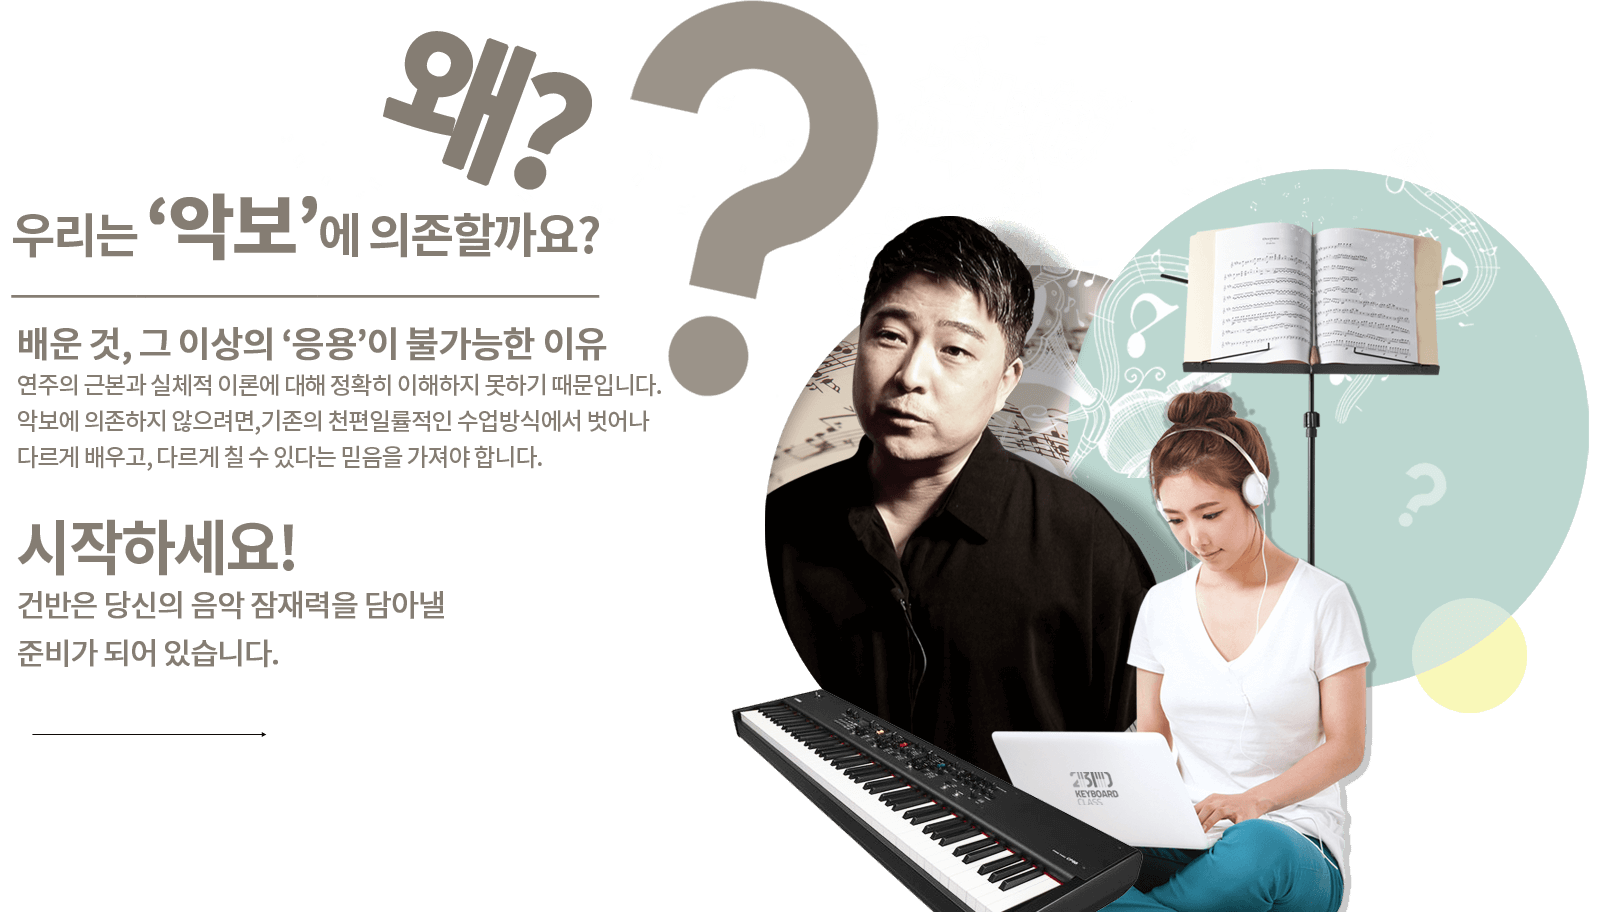 왜?
우리는 ‘악보’에 의존할까요?
배운 것, 그 이상의 ‘응용’이 불가능한 이유
연주의 근본과 실체적 이론에 대해 정확히 이해하지 못하기 때문입니다.
악보에 의존하지 않으려면,기존의 천편일률적인 수업방식에서 벗어나
다르게 배우고, 다르게 칠 수 있다는 믿음을 가져야 합니다.
시작하세요!
건반은 당신의 음악 잠재력을 담아낼
준비가 되어 있습니다.
KEYBOARD
CLASS